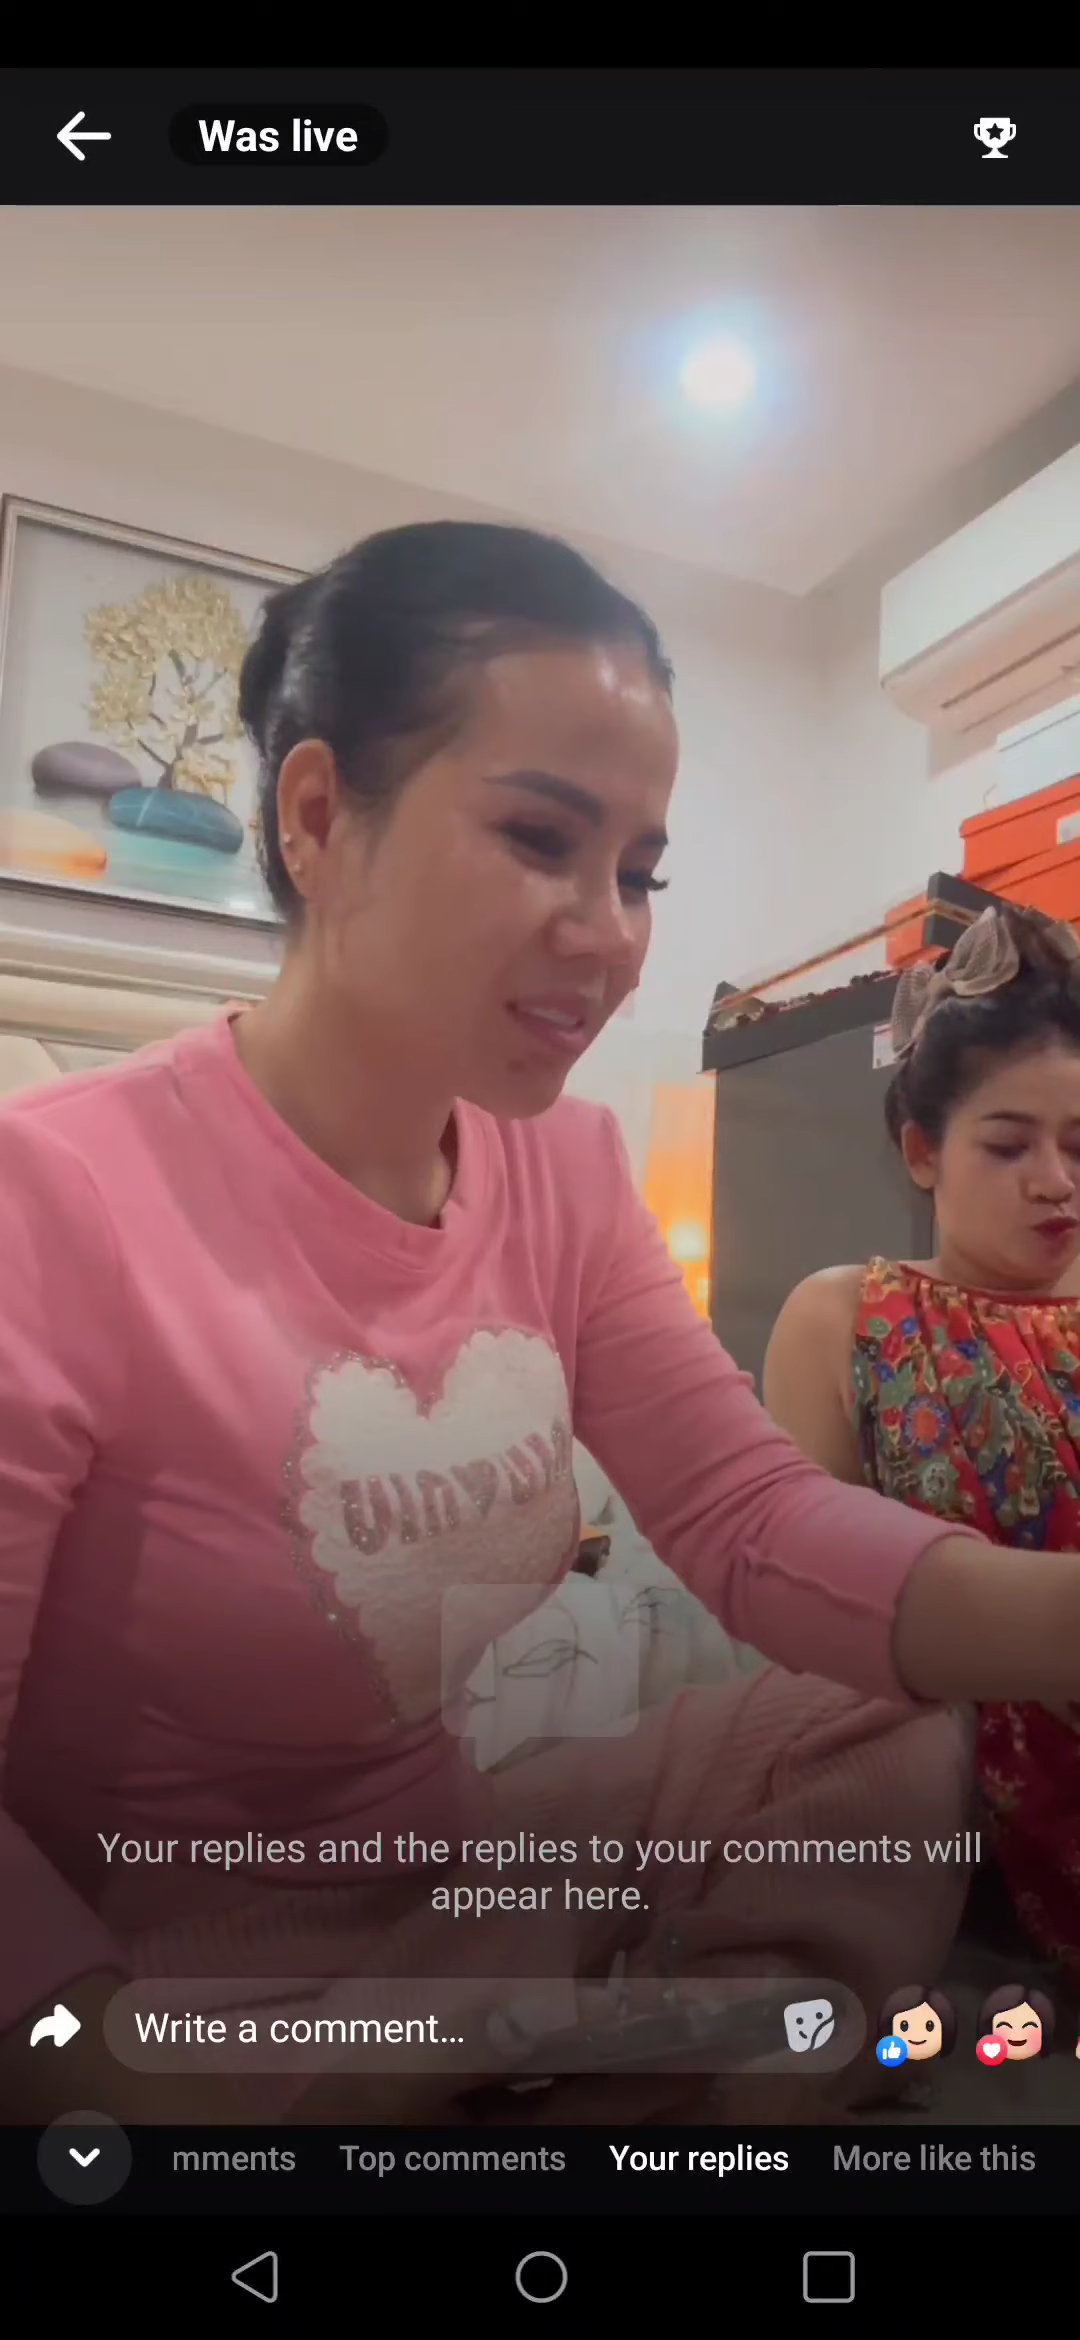 Was live
Your replies and the replies to your comments will
appear here.
Write a comment...
mments
Top comments
Your replies
More like this